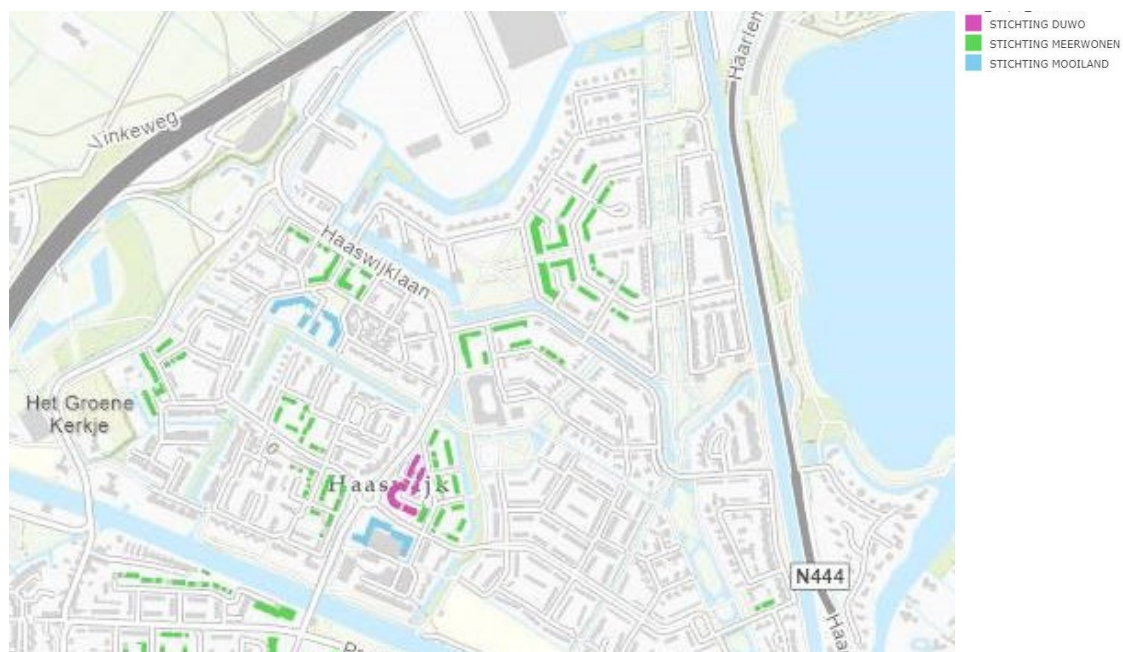 STICHTING DUWO
STICHTING MEERWONEN
STICHTING MOOILAND
Vinkeweg
Haaswijklaan
Het Groene
Kerkje
Haaswijk
N444